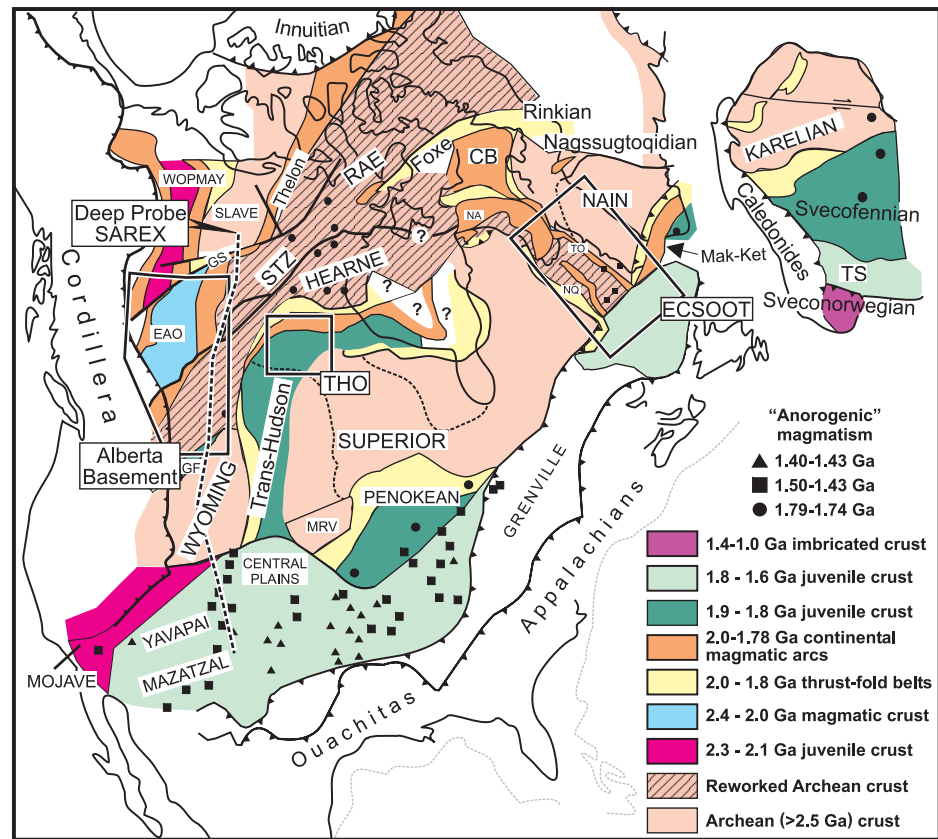 Innuitian
Rinkian
Nagssugtoqidian
Foxe
CB
RAE
Thelon
WOPMAY
SLAVE
Deep Probe
SAREX
GS
STZ
HEARNE
NA
NAIN
TO
NQ
Mak-Ket
ECSOOT
KARELIAN
Svecofennian
Caledonides
TS
Sveconorwegian
Cordillera
EAO
?
?
?
?
THO
Alberta
Basement
GF
WYOMING
Trans-Hudson
SUPERIOR
MRV
PENOKEAN
GRENVILLE
Appalachians
CENTRAL
PLAINS
YAVAPAI
MAZATZAL
MOJAVE
Ouachitas
“Anorogenic”
magmatism
1.40-1.43 Ga
1.50-1.43 Ga
1.79-1.74 Ga
1.4-1.0 Ga imbricated crust
1.8 - 1.6 Ga juvenile crust
1.9 - 1.8 Ga juvenile crust
2.0-1.78 Ga continental
magmatic arcs
2.0 - 1.8 Ga thrust-fold belts
2.4 - 2.0 Ga magmatic crust
2.3 - 2.1 Ga juvenile crust
Reworked Archean crust
Archean (>2.5 Ga) crust